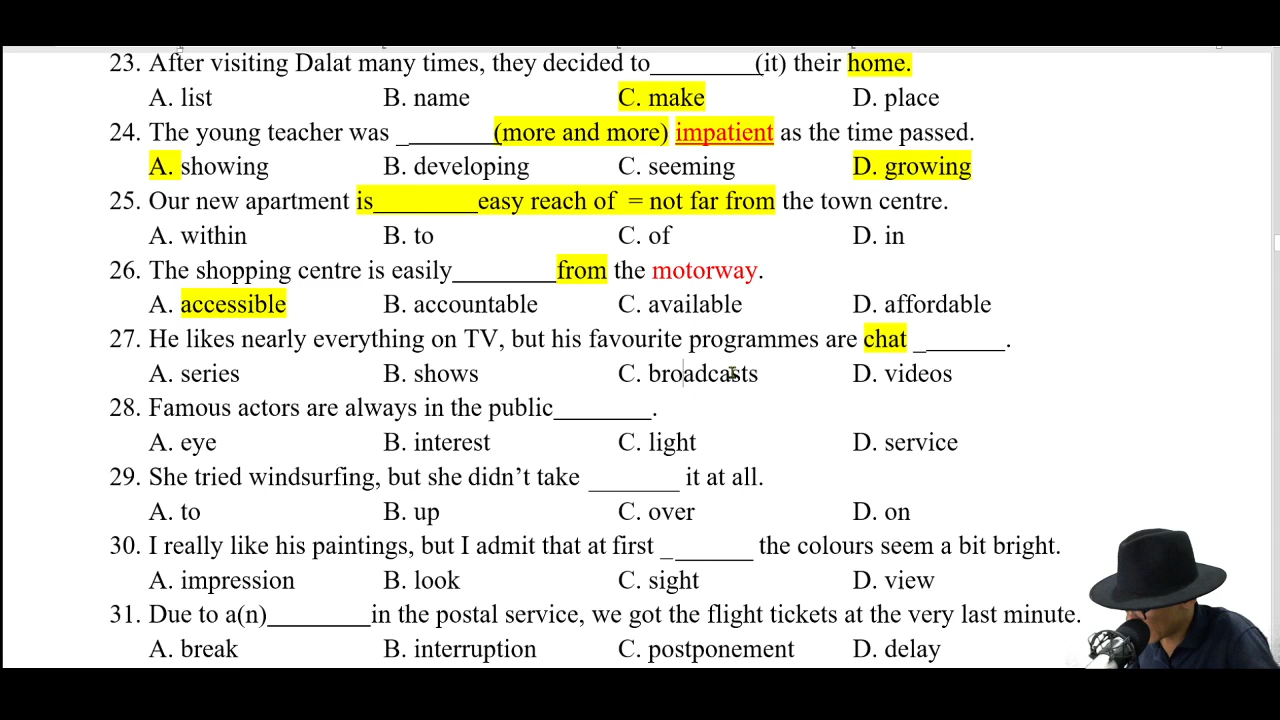 23. After visiting Dalat many times, they decided to_________(it) their home.
A. list B. name C. make D. place
24. The young teacher was ________(more and more) impatient as the time passed.
A. showing B. developing C. seeming D. growing
25. Our new apartment is________easy reach of = not far from the town centre.
A. within B. to C. of D. in
26. The shopping centre is easily________from the motorway.
A. accessible B. accountable C. available D. affordable
27. He likes nearly everything on TV, but his favourite programmes are chat _______.
A. series B. shows C. broadcasts D. videos
28. Famous actors are always in the public________.
A. eye B. interest C. light D. service
29. She tried windsurfing, but she didn’t take _______ it at all.
A. to B. up C. over D. on
30. I really like his paintings, but I admit that at first _______ the colours seem a bit bright.
A. impression B. look C. sight D. view
31. Due to a(n)________in the postal service, we got the flight tickets at the very last minute.
A. break B. interruption C. postponement D. delay